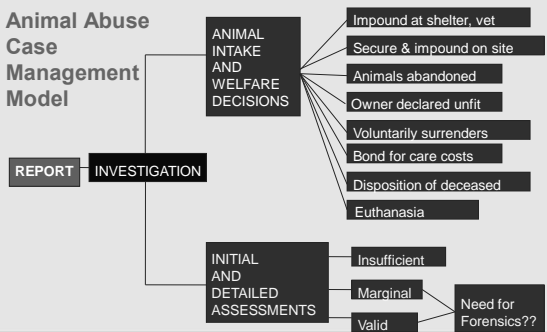 Animal Abuse
Case
Management
Model
REPORT
INVESTIGATION
ANIMAL
INTAKE
AND
WELFARE
DECISIONS
Impound at shelter, vet
Secure & impound on site
Animals abandoned
Owner declared unfit
Voluntarily surrenders
Bond for care costs
Disposition of deceased
Euthanasia
INITIAL
AND
DETAILED
ASSESSMENTS
Insufficient
Marginal
Valid
Need for
Forensics??